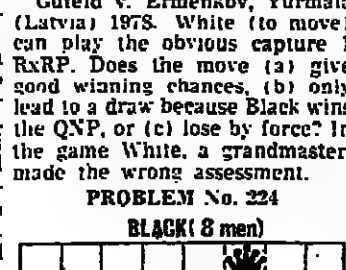 Gufeld v. Ermenkov, Yurmala
(Latvia) 1978. White (to move)
can play the obvious capture 1
RxRP. Does the move (a) give
good winning chances, (b) only
lead to a draw because Black wins
the QNP, or (c) lose by force? In
the game White, a grandmaster,
made the wrong assessment.
PROBLEM No. 224
BLACK( 8 men)